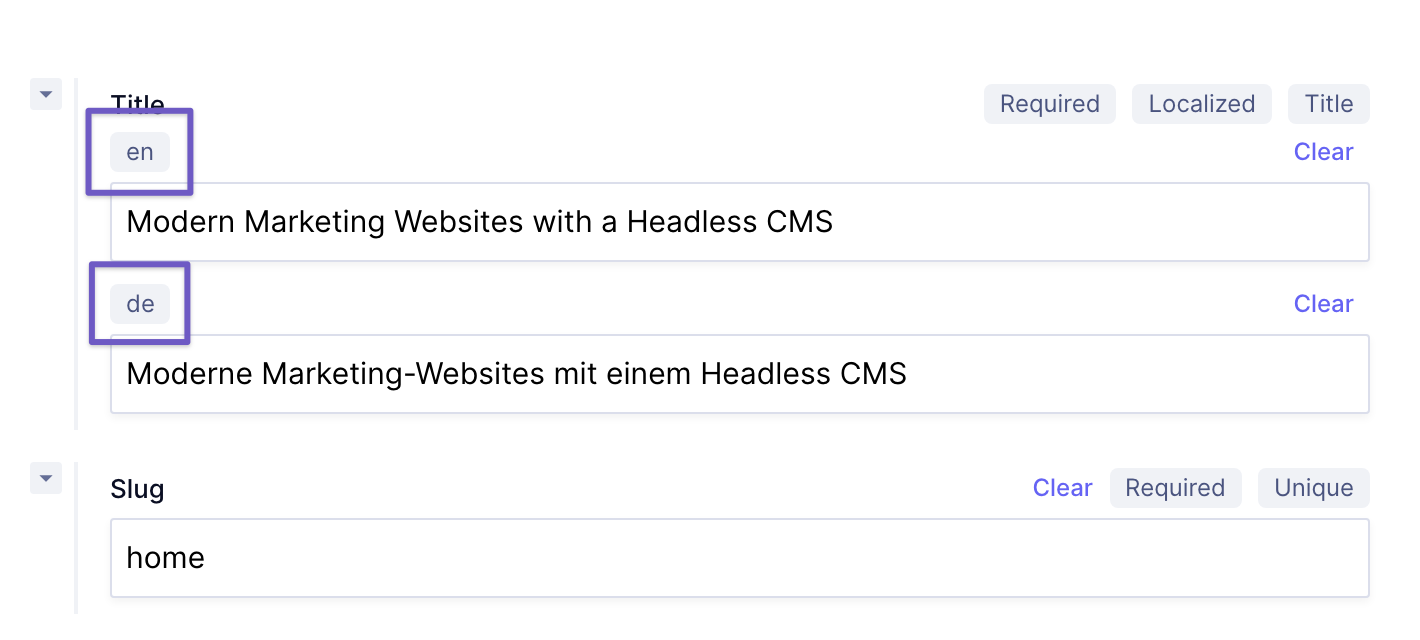 Title Required Localized Title
en Clear
Modern Marketing Websites with a Headless CMS
de Clear
Moderne Marketing-Websites mit einem Headless CMS
Slug Clear Required Unique
home